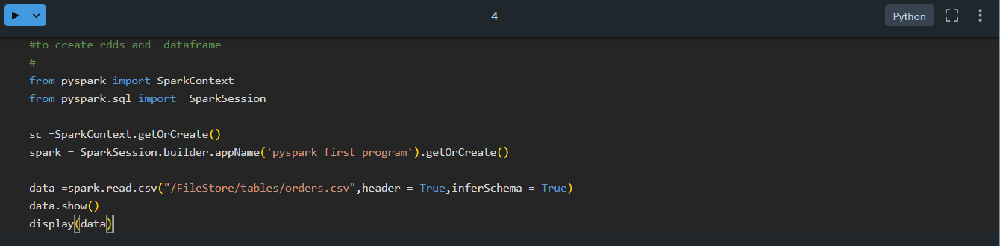 4
Python
#to create rdds and  dataframe
#
from pyspark import SparkContext
from pyspark.sql import  SparkSession
sc =SparkContext.getOrCreate()
spark = SparkSession.builder.appName('pyspark first program').getOrCreate()
data =spark.read.csv("/FileStore/tables/orders.csv",header = True,inferSchema = True)
data.show()
display(data)